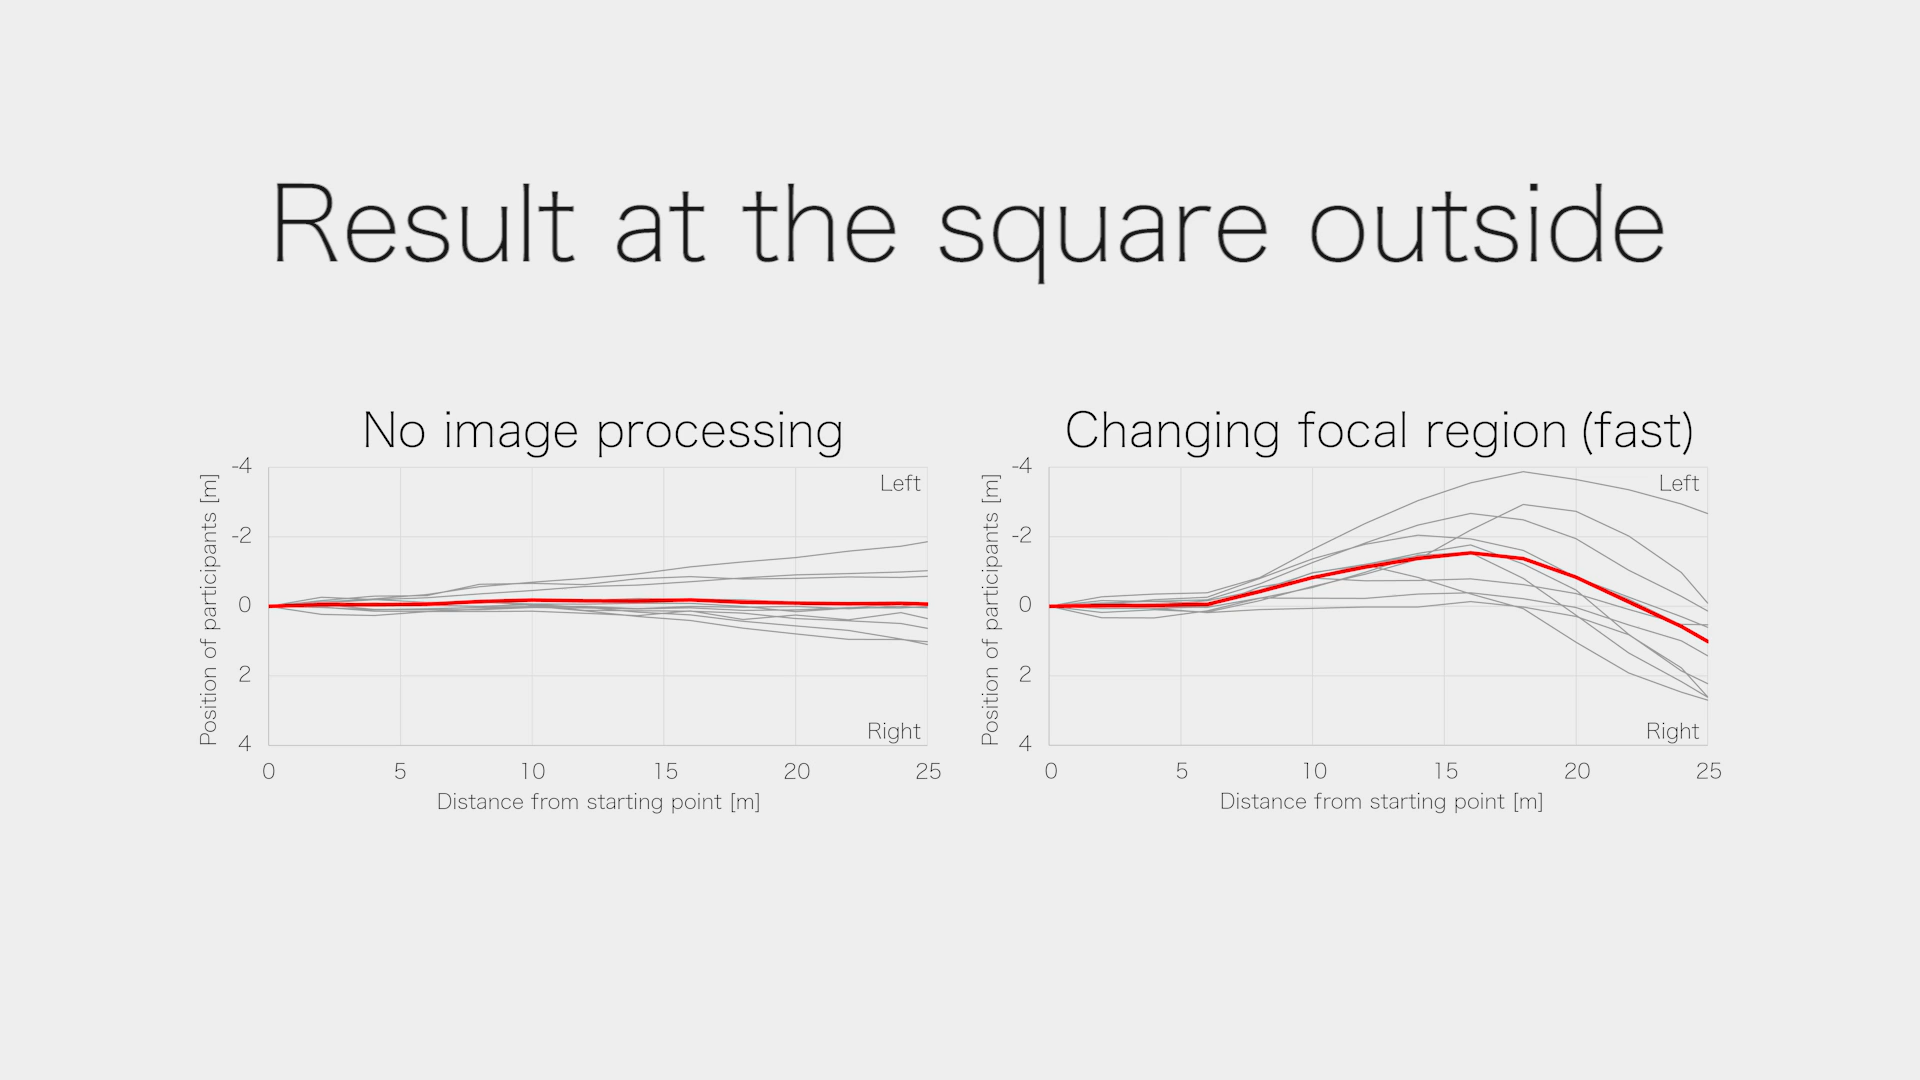 Result at the square outside
No image processing
Position of participants [m]
-4
-2
0
2
4
Left
Right
0 5 10 15 20 25
Distance from starting point [m]
Changing focal region (fast)
Position of participants [m]
-4
-2
0
2
4
Left
Right
0 5 10 15 20 25
Distance from starting point [m]